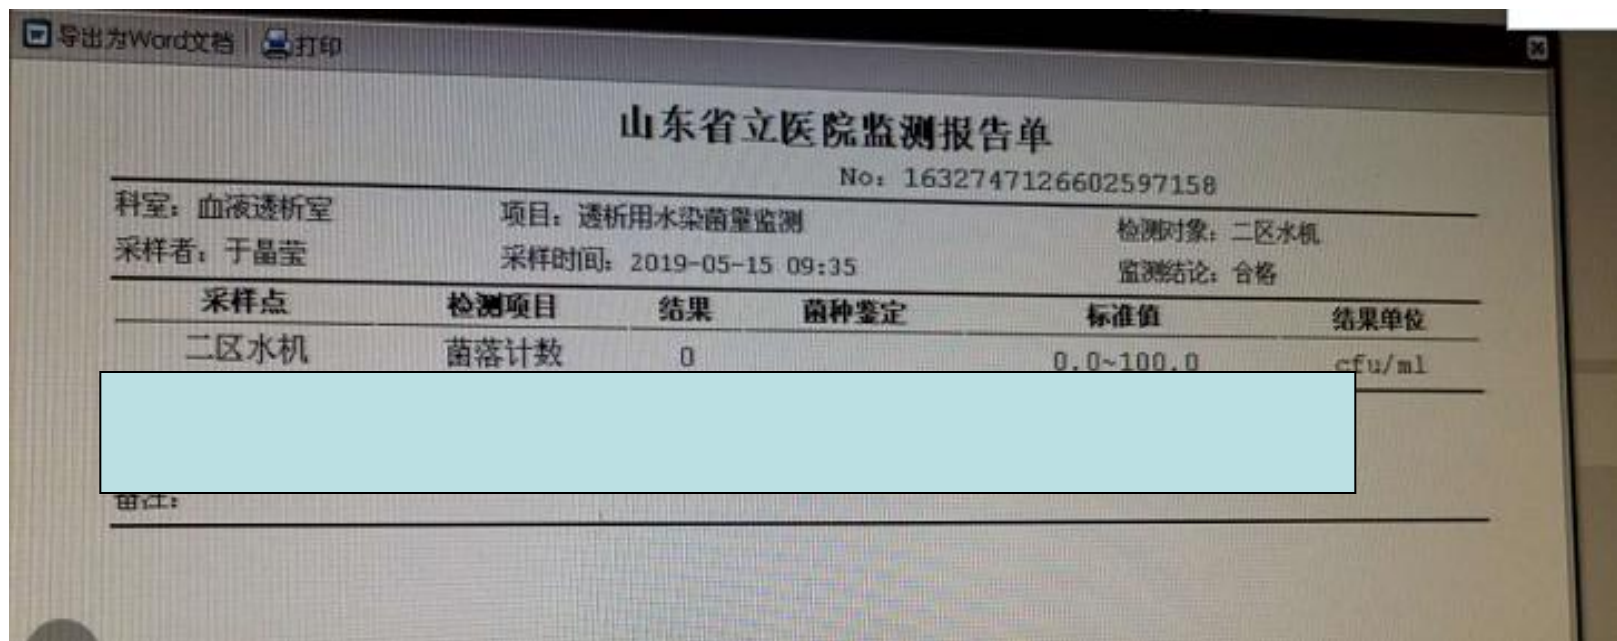 导出为Word文档 打印
山东省立医院监测报告单
No: 1632747126602597158
科室: 血液透析室 项目: 透析用水染菌量监测 检测对象: 二区水机
采样者: 于晶莹 采样时间: 2019-05-15 09:35 监测结论: 合格
采样点 检测项目 结果 菌种鉴定 标准值 结果单位
二区水机 菌落计数 0 0.0~100.0 cfu/ml
备注: